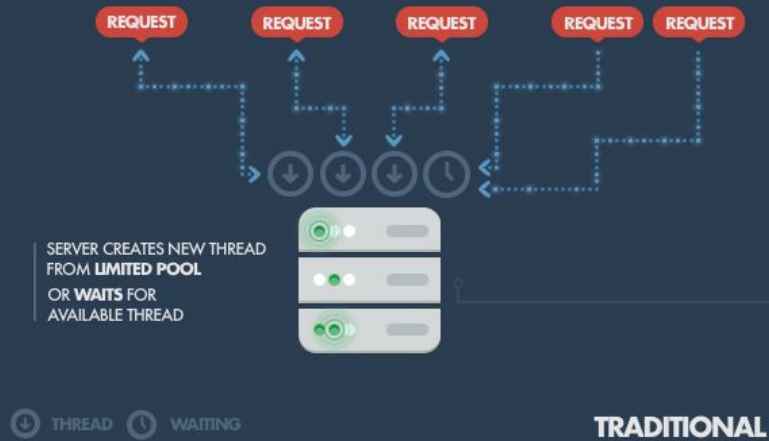 REQUEST REQUEST REQUEST REQUEST REQUEST
SERVER CREATES NEW THREAD
FROM LIMITED POOL
OR WAITS FOR
AVAILABLE THREAD
THREAD WAITING
TRADITIONAL